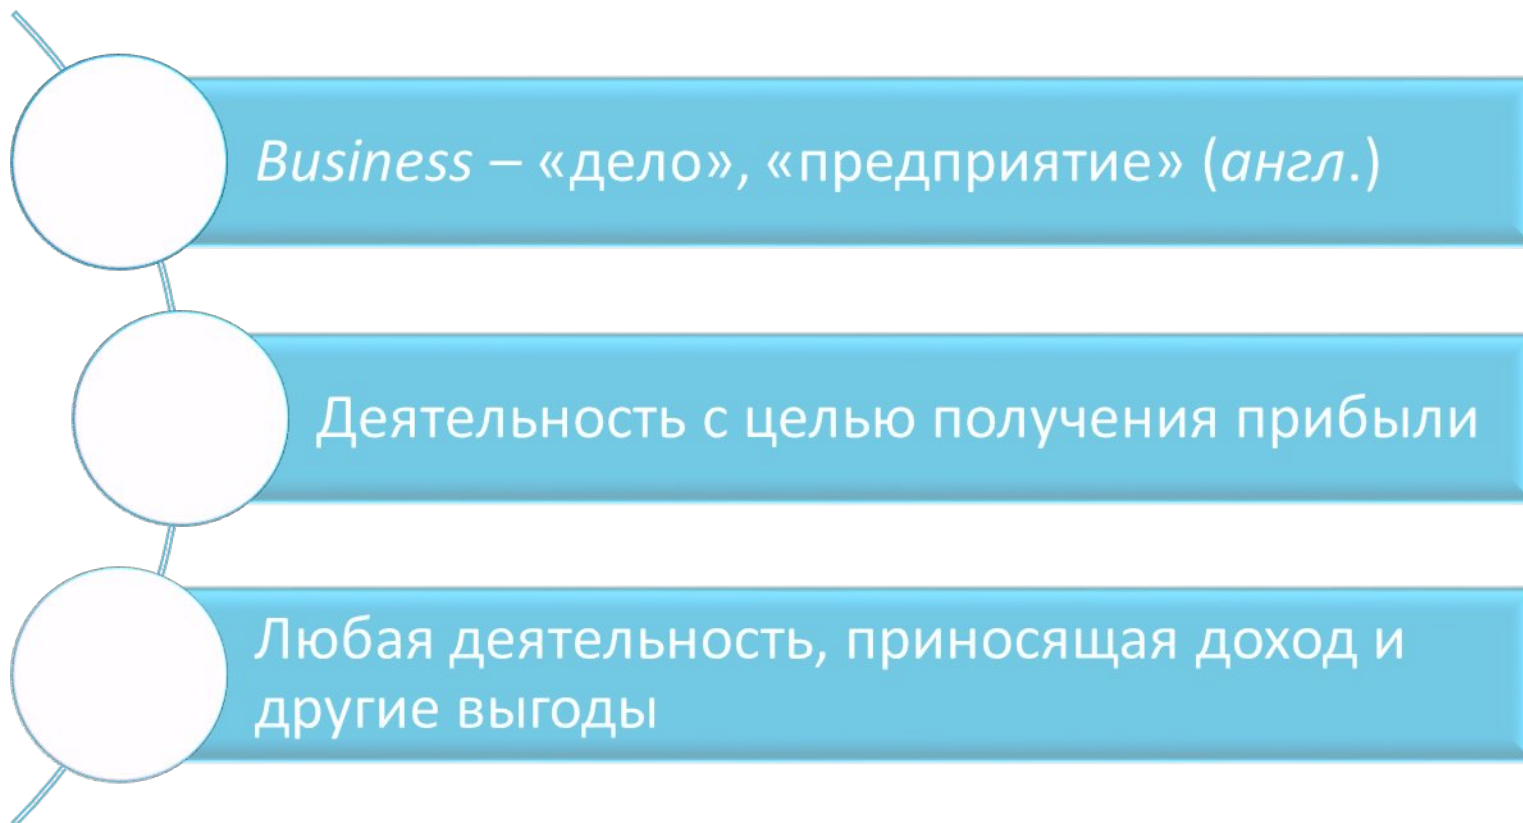 Business – «дело», «предприятие» (англ.)
Деятельность с целью получения прибыли
Любая деятельность, приносящая доход и
другие выгоды